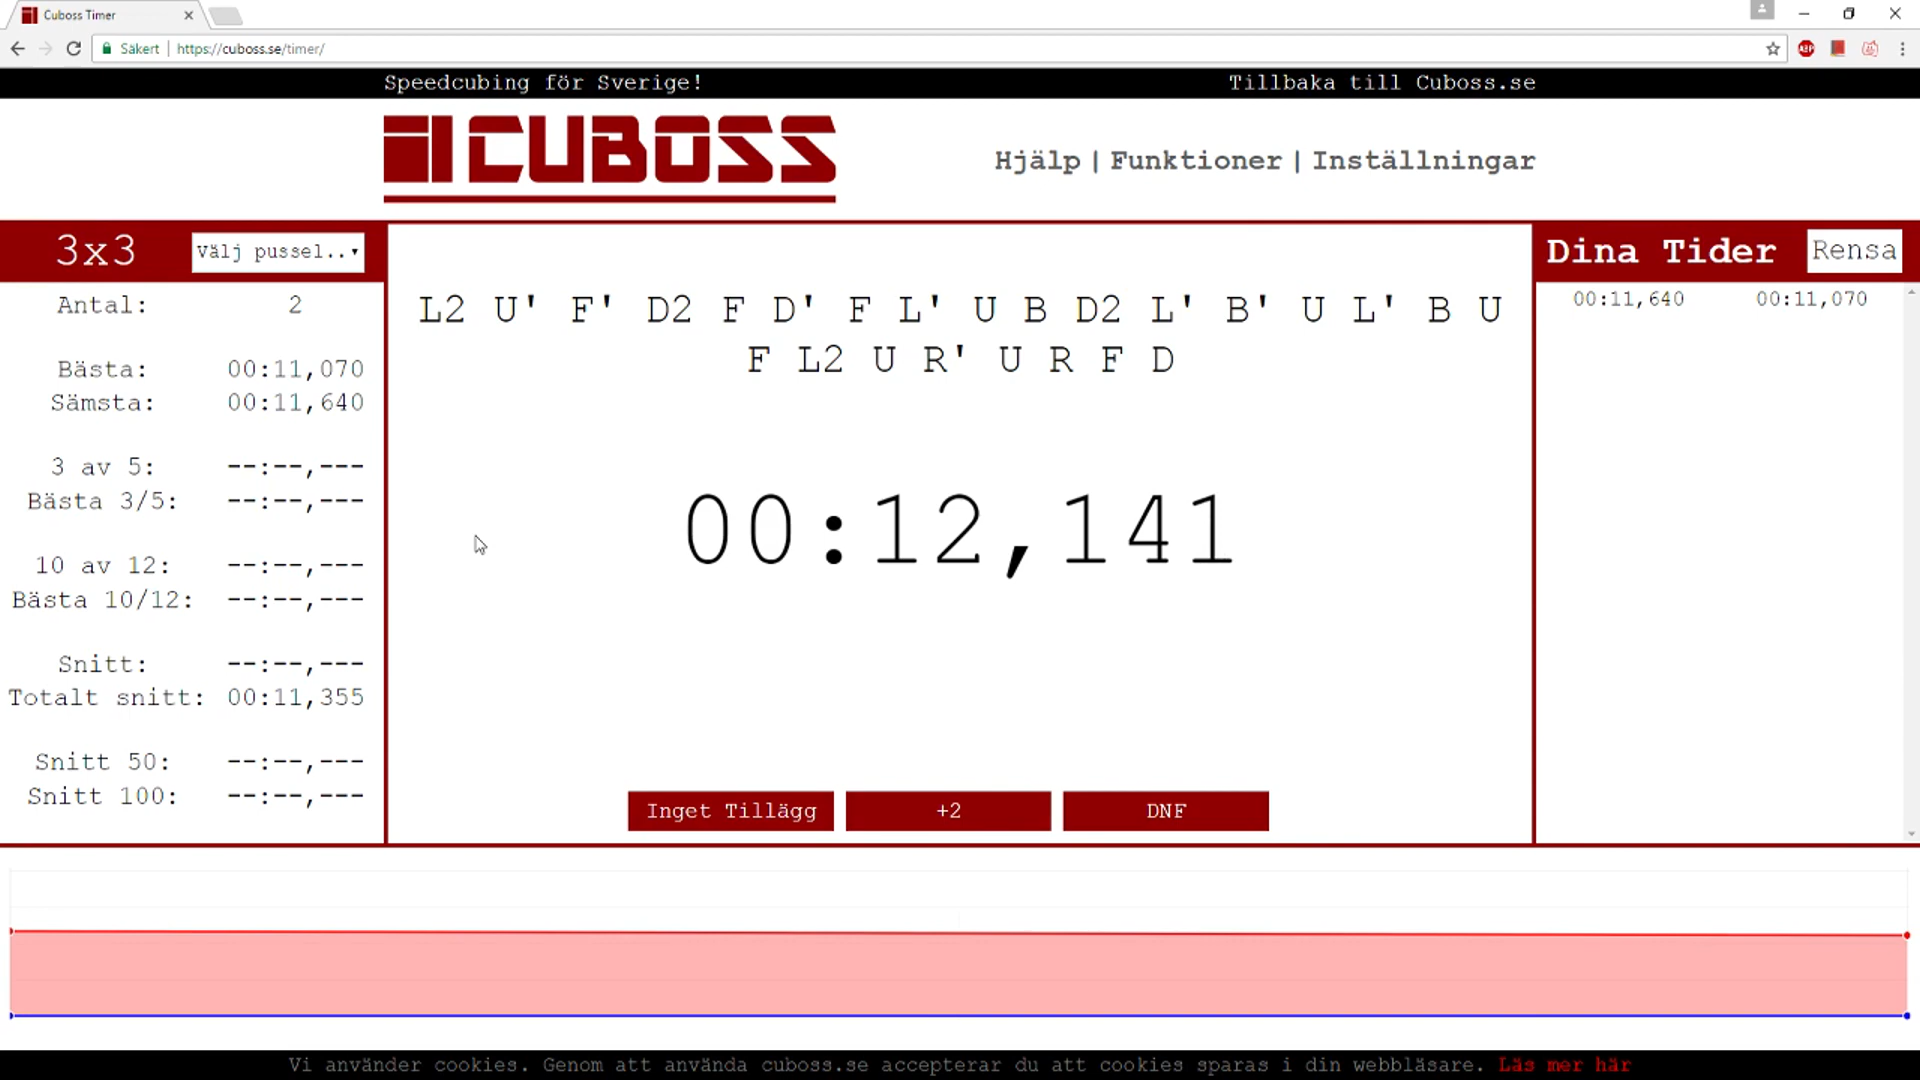 Cuboss Timer
Säkert | https://cuboss.se/timer/
ABP
Speedcubing för Sverige!
Tillbaka till Cuboss.se
CUBOSS
Hjälp | Funktioner | Inställningar
3x3
Välj pussel..
Antal: 2
Bästa: 00:11,070
Sämsta: 00:11,640
3 av 5: --:--,---
Bästa 3/5: --:--,---
10 av 12: --:--,---
Bästa 10/12: --:--,---
Snitt: --:--,---
Totalt snitt: 00:11,355
Snitt 50: --:--,---
Snitt 100: --:--,---
L2 U' F' D2 F D' F L' U B D2 L' B' U L' B U
F L2 U R' U R F D
00:12,141
Inget Tillägg
+2
DNF
Dina Tider
Rensa
00:11,640 00:11,070
Vi använder cookies. Genom att använda cuboss.se accepterar du att cookies sparas i din webbläsare. Läs mer här